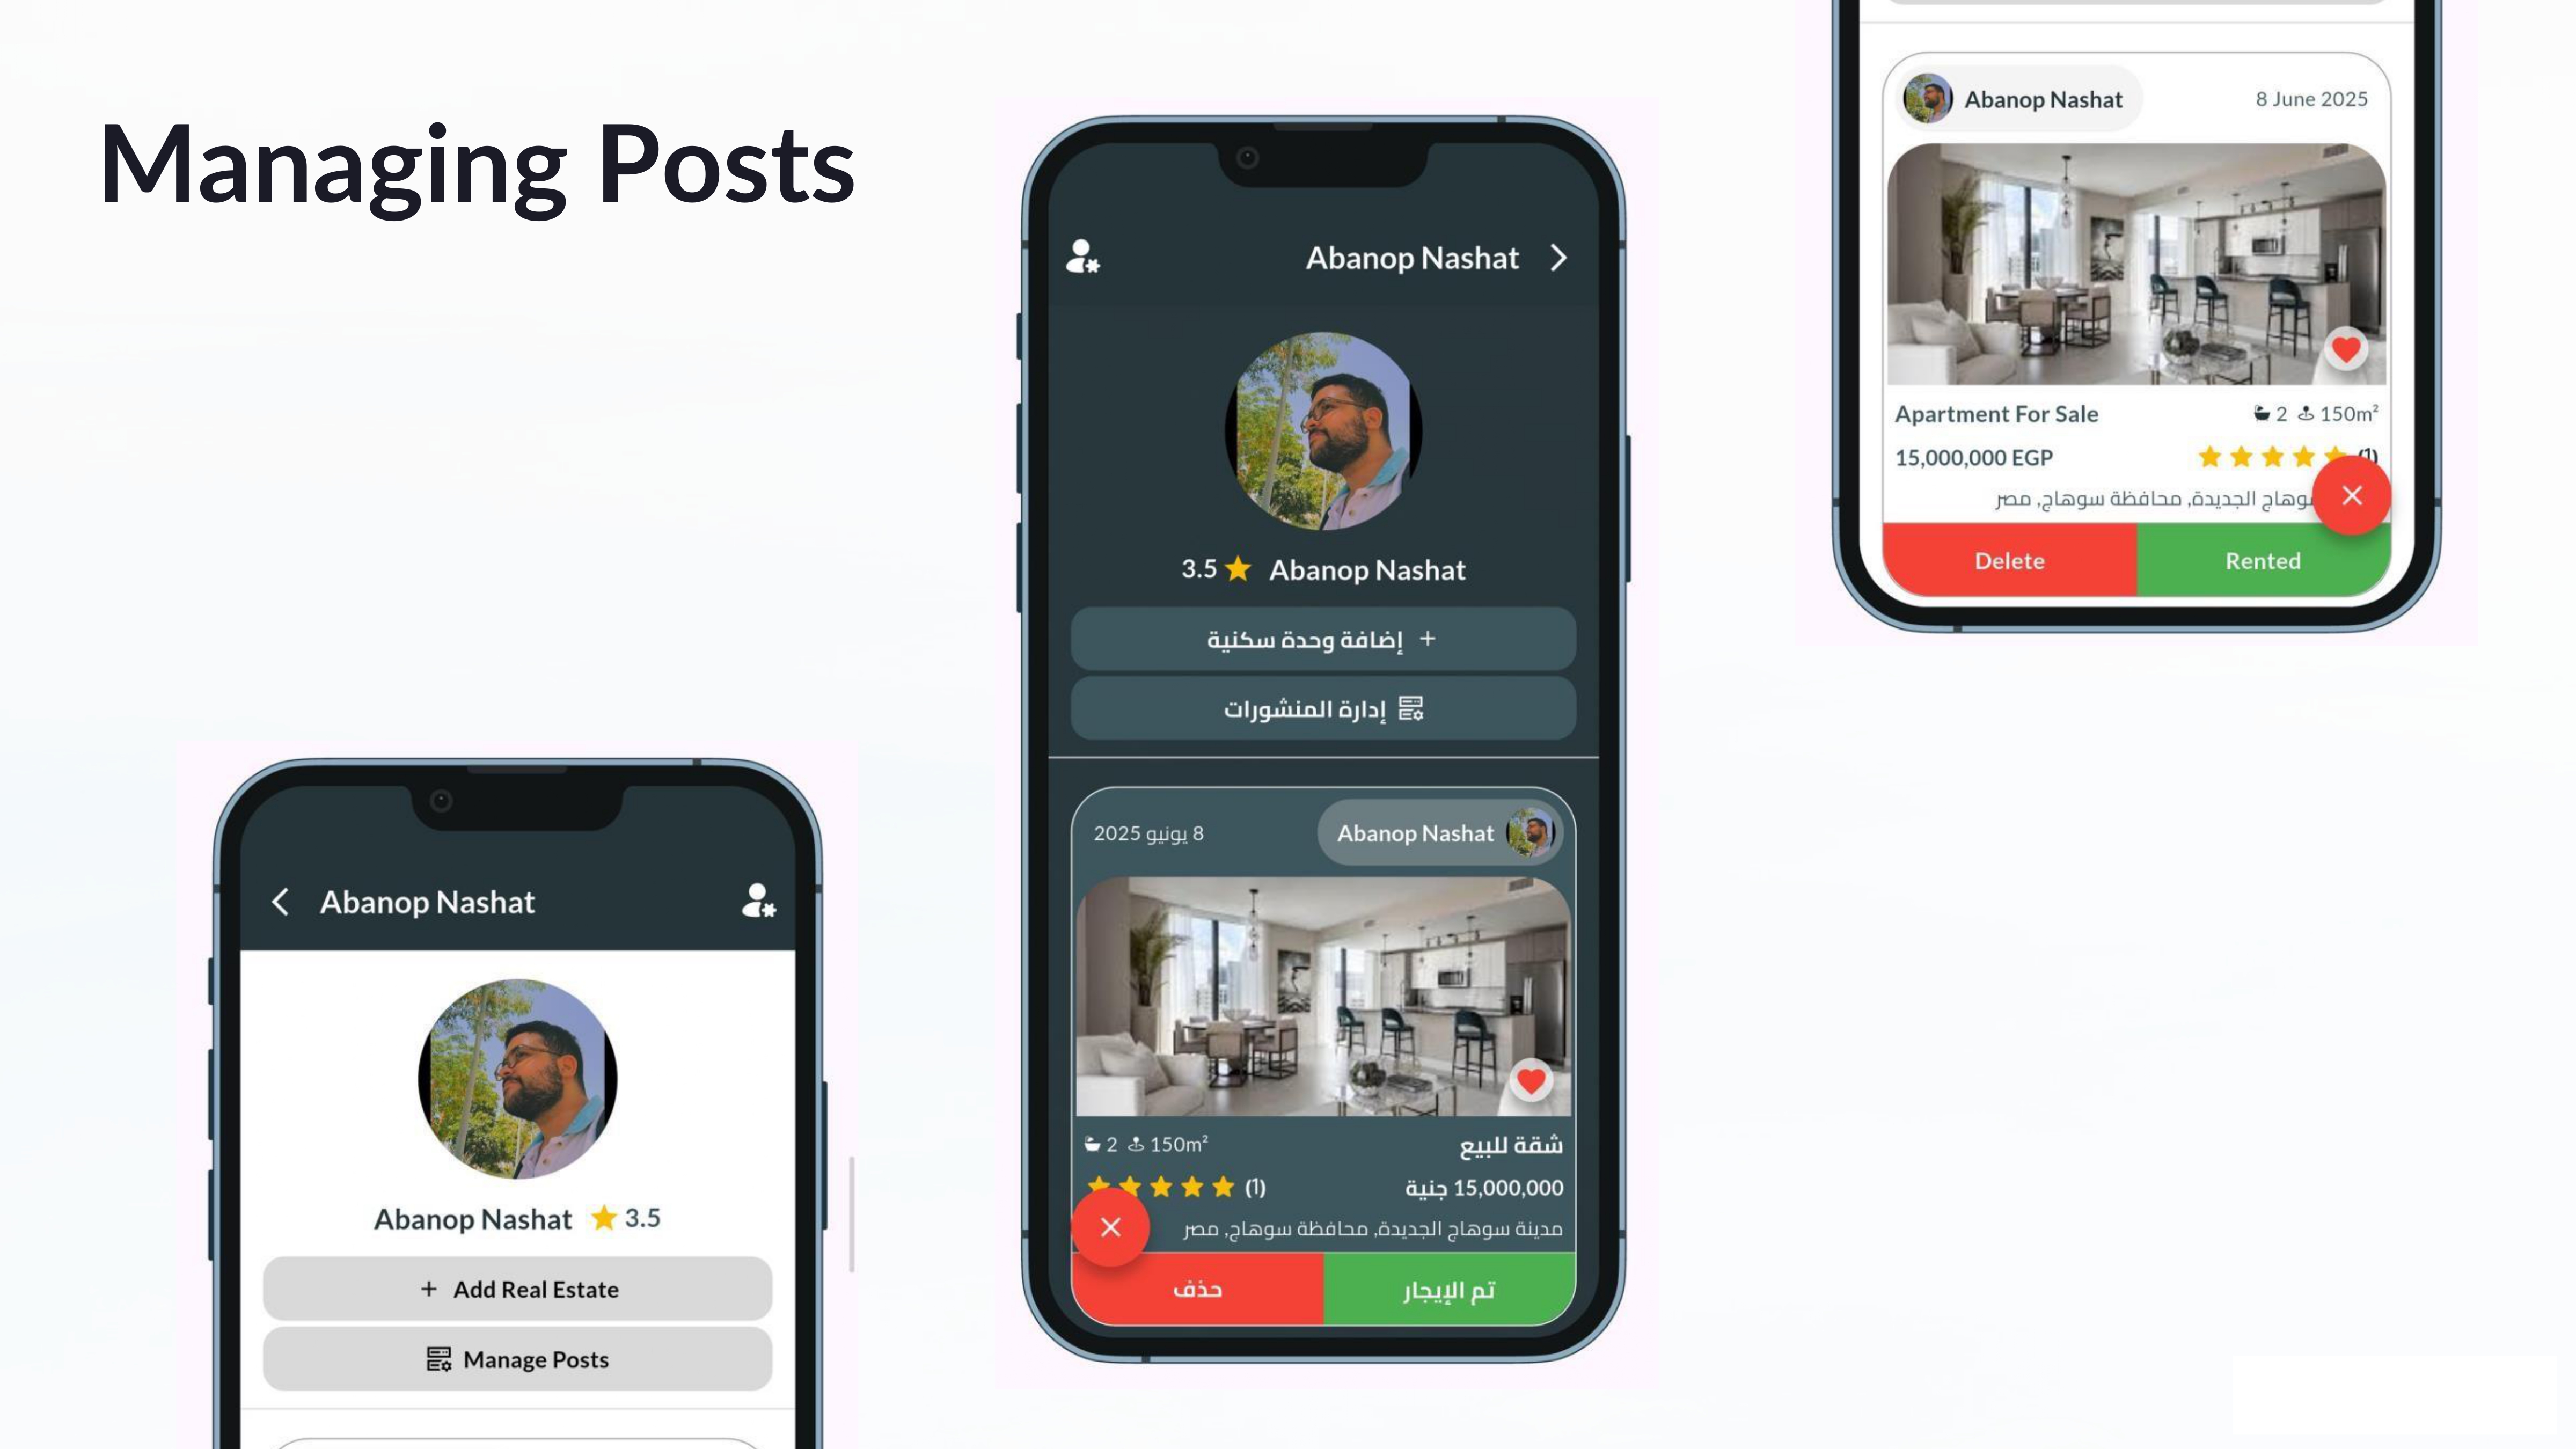 Managing Posts
Abanop Nashat
Abanop Nashat 3.5
+ Add Real Estate
Manage Posts
Abanop Nashat
3.5 Abanop Nashat
+ إضافة وحدة سكنية
إدارة المنشورات
Abanop Nashat 8 يونيو 2025
شقة للبيع 2 150m²
15,000,000 جنية (1)
مدينة سوهاج الجديدة, محافظة سوهاج, مصر
تم الإيجار حذف
Abanop Nashat 8 June 2025
Apartment For Sale 2 150m²
15,000,000 EGP (1)
الجديدة, محافظة سوهاج, مصر
Delete Rented